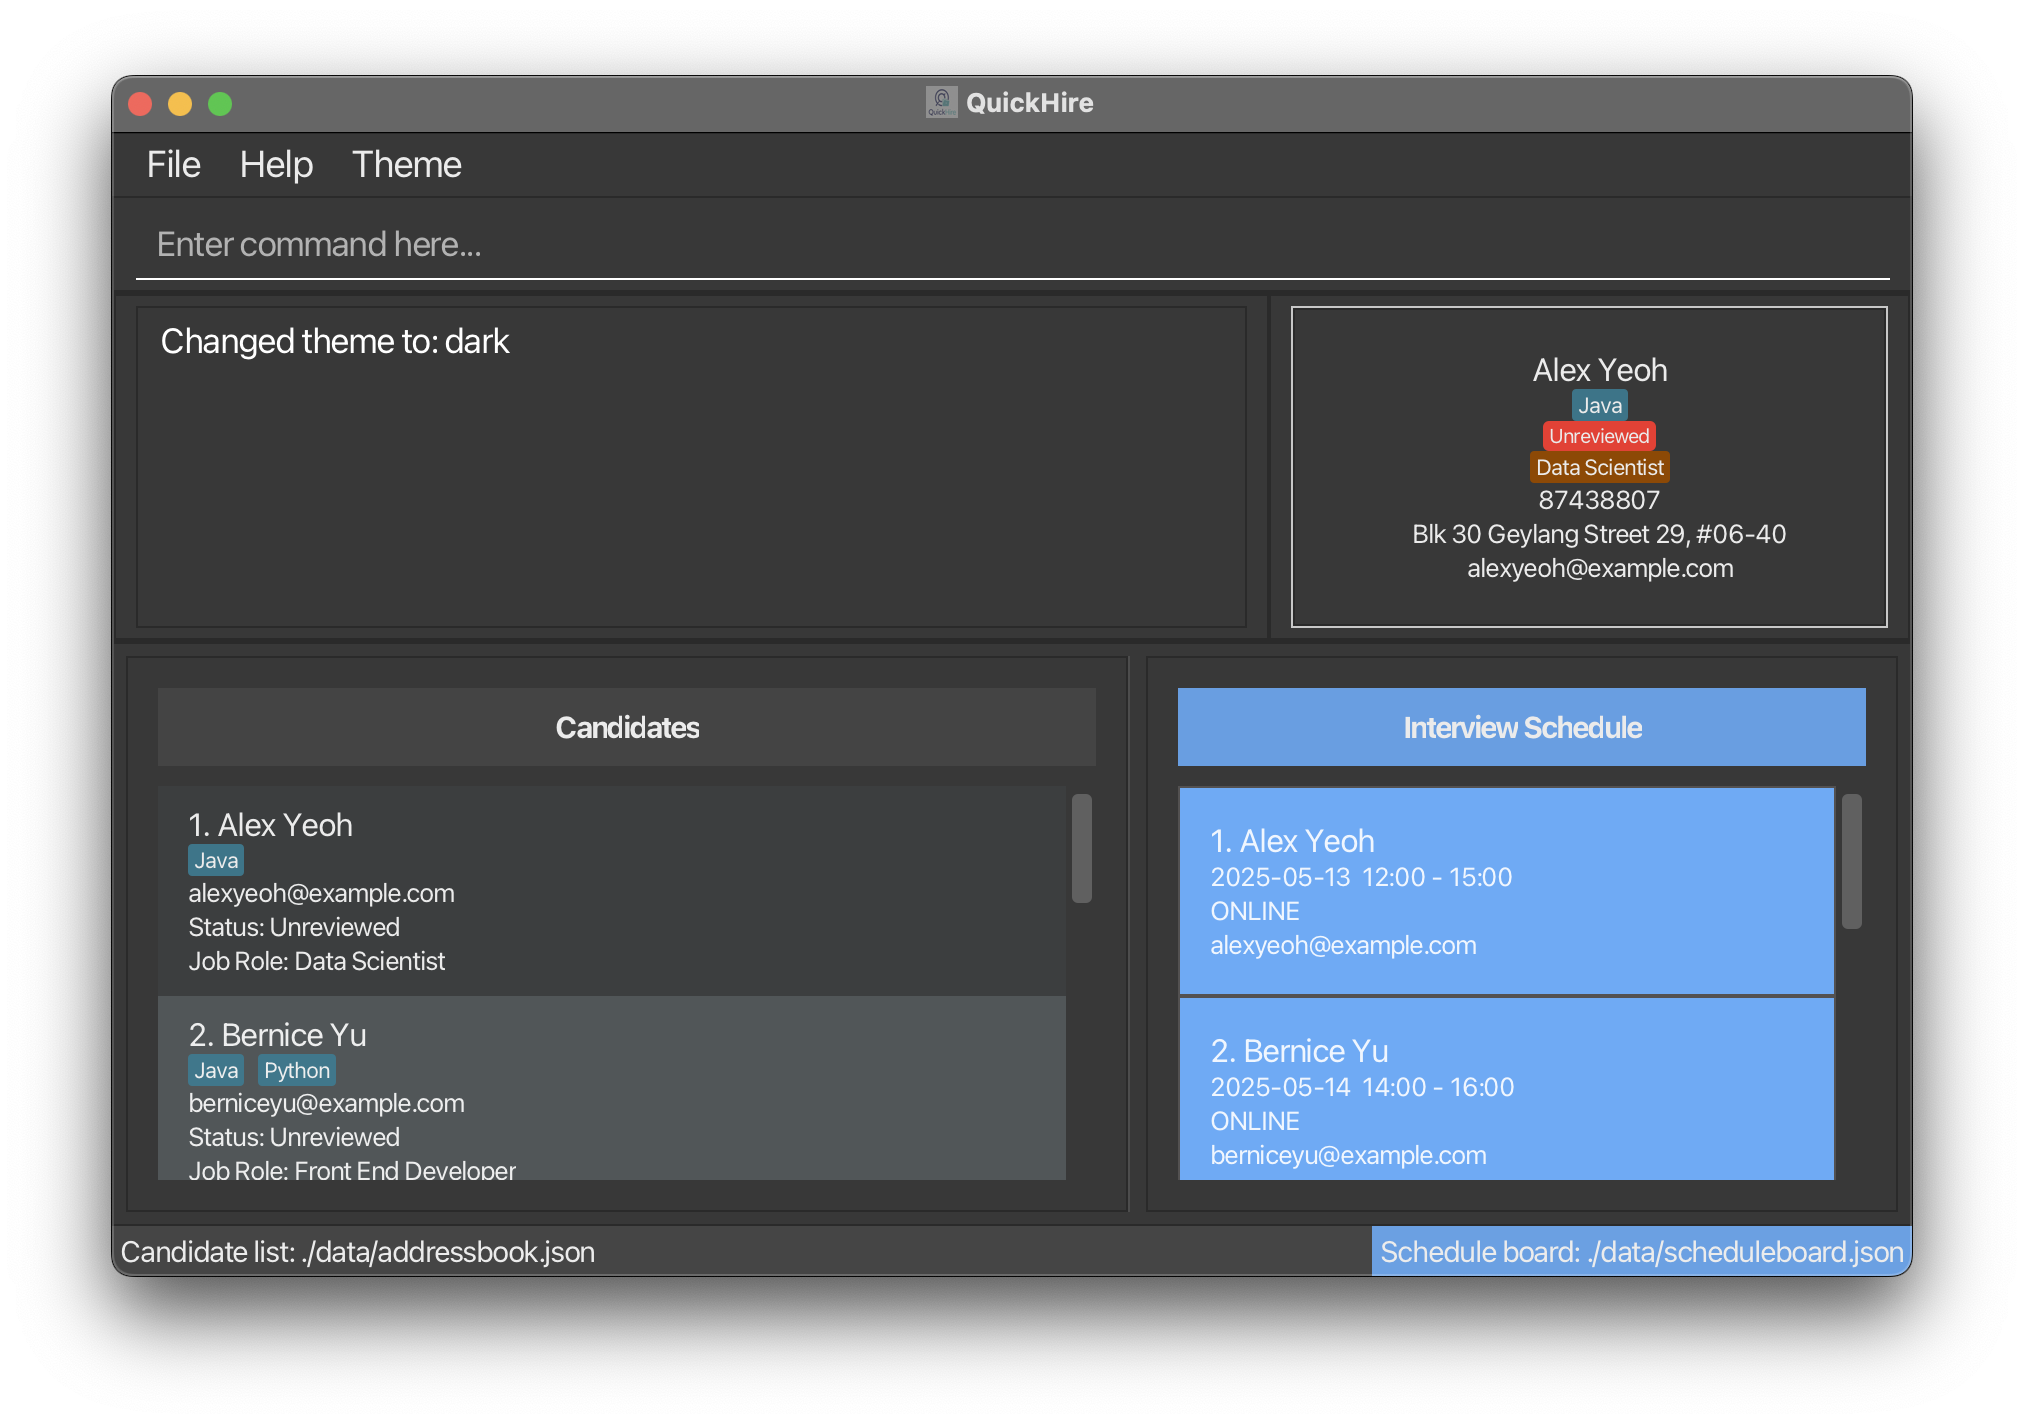 QuickHire
File Help Theme
Enter command here...
Changed theme to: dark
Alex Yeoh
Java
Unreviewed
Data Scientist
87438807
Blk 30 Geylang Street 29, #06-40
alexyeoh@example.com
Candidates
1. Alex Yeoh
Java
alexyeoh@example.com
Status: Unreviewed
Job Role: Data Scientist
2. Bernice Yu
Java Python
berniceyu@example.com
Status: Unreviewed
Job Role: Front End Developer
Interview Schedule
1. Alex Yeoh
2025-05-13 12:00 - 15:00
ONLINE
alexyeoh@example.com
2. Bernice Yu
2025-05-14 14:00 - 16:00
ONLINE
berniceyu@example.com
Candidate list: ./data/addressbook.json
Schedule board: ./data/scheduleboard.json